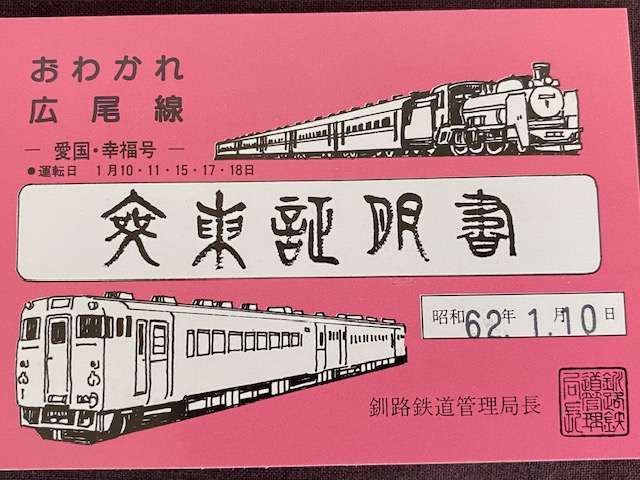 おわかれ
広尾線
― 愛国・幸福号 ―
●運転日 1月10・11・15・17・18日
乗車証明書
昭和62年1月10日
釧路鉄道管理局長
釧路鉄
道管理
局長